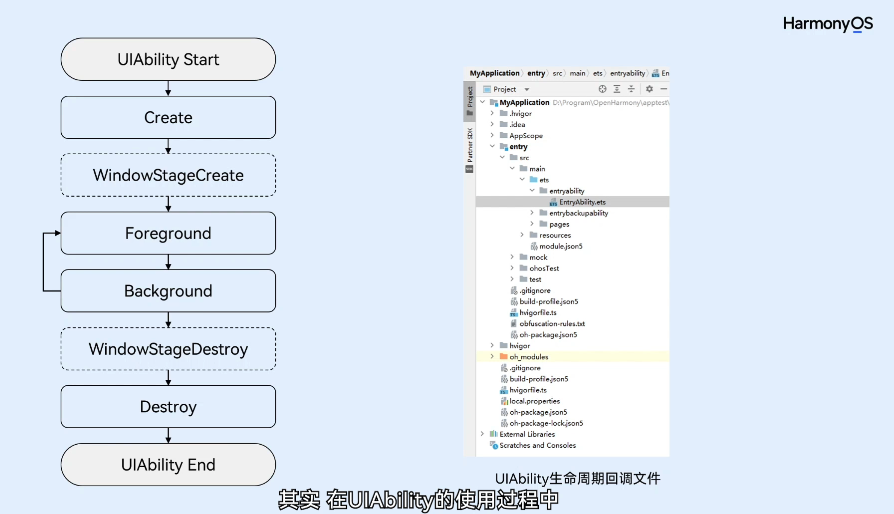 HarmonyOS
UIAbility Start
Create
WindowStageCreate
Foreground
Background
WindowStageDestroy
Destroy
UIAbility End
MyApplication entry src main ets entryability En
Project
Project
Partner SDK
MyApplication D:\Program\OpenHarmony\apptest\
.hvigor
.idea
AppScope
entry
src
main
ets
entryability
EntryAbility.ets
entrybackupability
pages
resources
module.json5
mock
ohosTest
test
.gitignore
build-profile.json5
hvigorfile.ts
obfuscation-rules.txt
oh-package.json5
hvigor
oh_modules
.gitignore
build-profile.json5
hvigorfile.ts
local.properties
oh-package.json5
oh-package-lock.json5
External Libraries
Scratches and Consoles
UIAbility生命周期回调文件
其实 在UIAbility的使用过程中